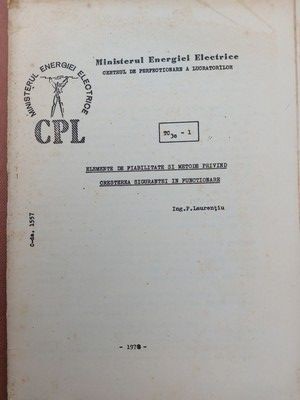 MINISTERUL ENERGIEI ELECTRICE
CPL
Ministerul Energiei Electrice
CENTRUL DE PERFECTIONARE A LUCRATORILOR
TC30 - 1
ELEMENTE DE FIABILITATE SI METODE PRIVIND
CRESTEREA SIGURANTEI IN FUNCTIONARE
Ing.P.Laurenţiu
C-da. 1557
- 1978 -